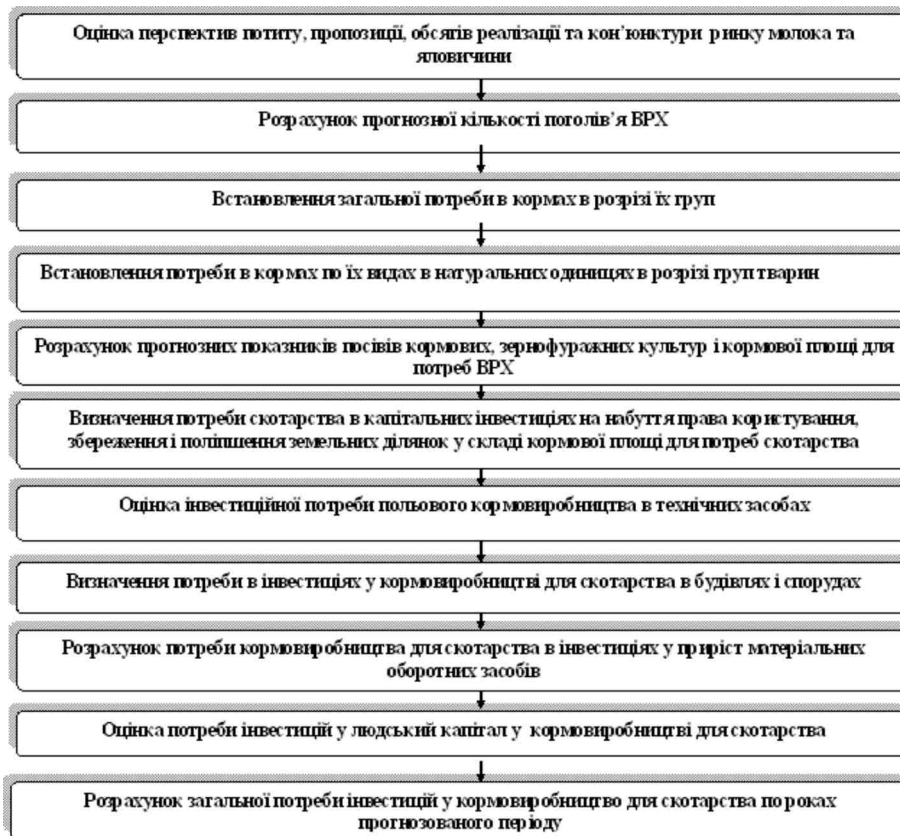 Оцінка перспектив потиту, пропозиції, обсягів реалізації та кон’юнктури ринку молока та
яловичини
Розрахунок прогнозної кількості поголів’я ВРХ
Встановлення загальної потреби в кормах в розрізі їх груп
Встановлення потреби в кормах по їх видах в натуральних одиницях в розрізі груп тварин
Розрахунок прогнозних показників посівів кормових, зернофуражних культур і кормової площі для
потреб ВРХ
Визначення потреби скотарства в капітальних інвестиціях на набуття права користування,
збереження і поліпшення земельних ділянок у складі кормової площі для потреб скотарства
Оцінка інвестиційної потреби польового кормовиробництва в технічних засобах
Визначення потреби в інвестиціях у кормовиробництві для скотарства в будівлях і спорудах
Розрахунок потреби кормовиробництва для скотарства в інвестиціях у приріст матеріальних
оборотних засобів
Оцінка потреби інвестицій у людський капітал у кормовиробництві для скотарства
Розрахунок загальної потреби інвестицій у кормовиробництво для скотарства по роках
прогнозованого періоду